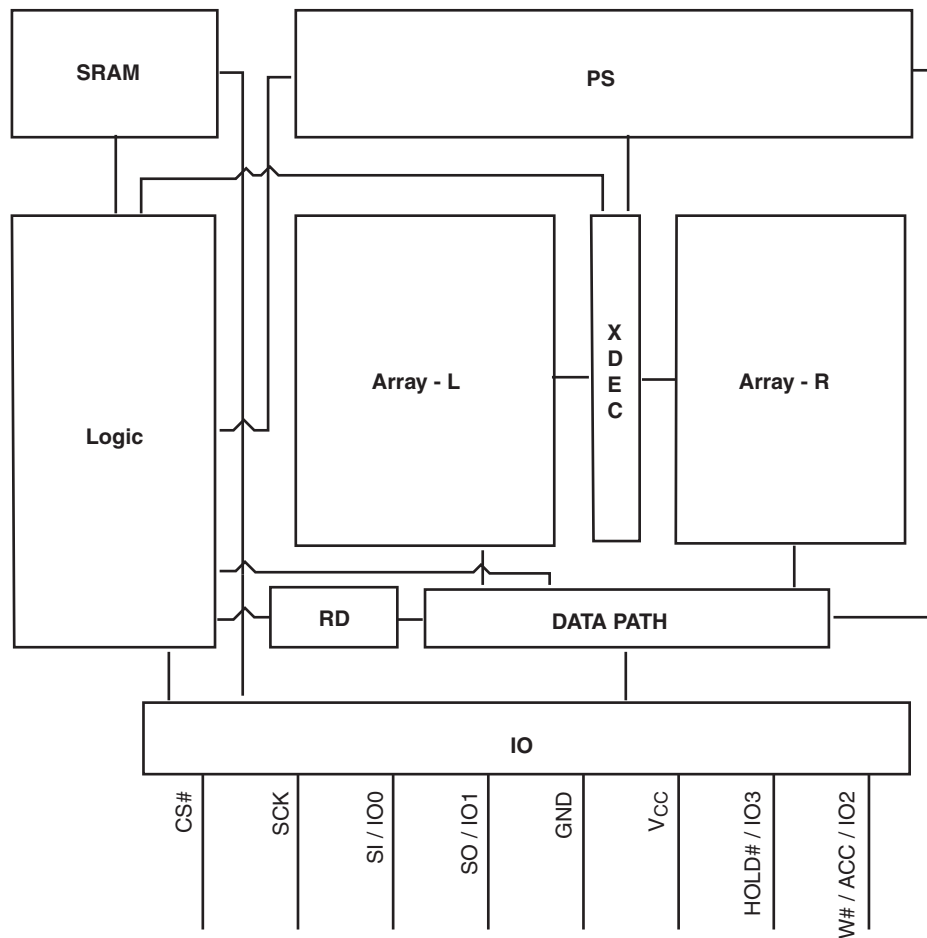 SRAM
PS
Logic
Array - L
X
D
E
C
Array - R
RD
DATA PATH
IO
CS#
SCK
SI / IO0
SO / IO1
GND
VCC
HOLD# / IO3
W# / ACC / IO2